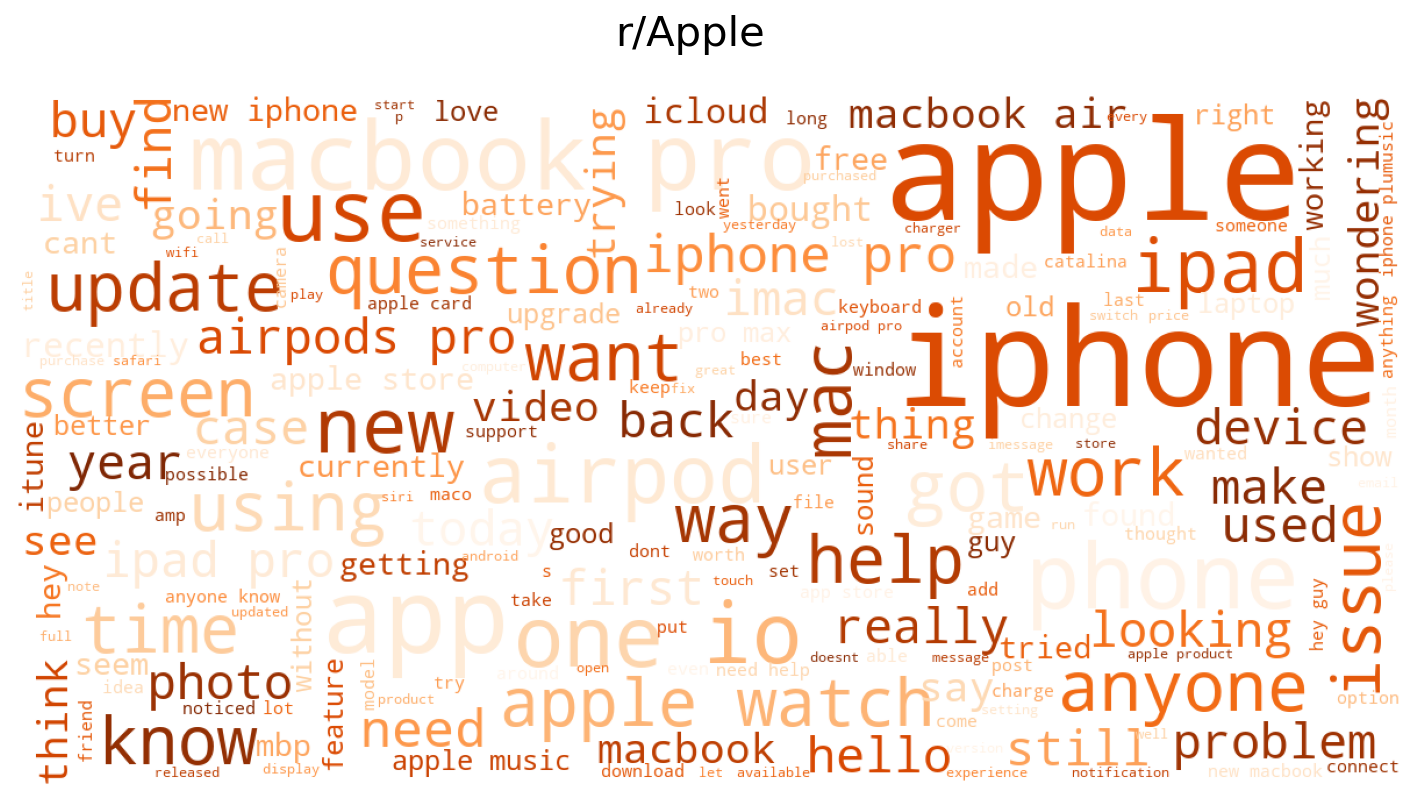 r/Apple
buy
find
new iphone
start
p
love
trying
icloud
long
macbook air
every
right
working
wondering
iphone plumusic
turn
macbook pro
free
purchased
apple
ive
going
use
battery
something
look
went
bought
yesterday
charger
data
someone
cant
wifi
call
service
question
iphone pro
made
catalina
ipad
much
anything
title
update
camera
play
apple card
upgrade
two
already
imac
lost
keyboard
account
old
last
switch
price
laptop
recently
airpods pro
want
pro max
airpod pro
iphone
purchase
safari
computer
great
best
window
mac
screen
apple store
keep
fix
day
thing
change
month
better
case
new
video
support
back
sure
share
imessage
store
device
itune
year
everyone
possible
currently
airpod
user
sound
got
work
wanted
show
people
using
siri
maco
file
make
email
amp
today
good
way
game
run
found
used
see
ipad pro
getting
android
dont
worth
help
guy
thought
issue
hey
note
anyone know
s
first
touch
set
add
phone
time
updated
without
app
take
one
io
app store
really
looking
hey guy
full
put
tried
think
seem
open
even
need help
doesnt
able
message
post
apple product
idea
photo
feature
model
try
around
say
charge
anyone
option
friend
noticed
lot
product
apple watch
come
setting
know
mbp
need
hello
version
still
well
problem
released
display
apple music
macbook
download
let
available
experience
notification
new macbook
connect